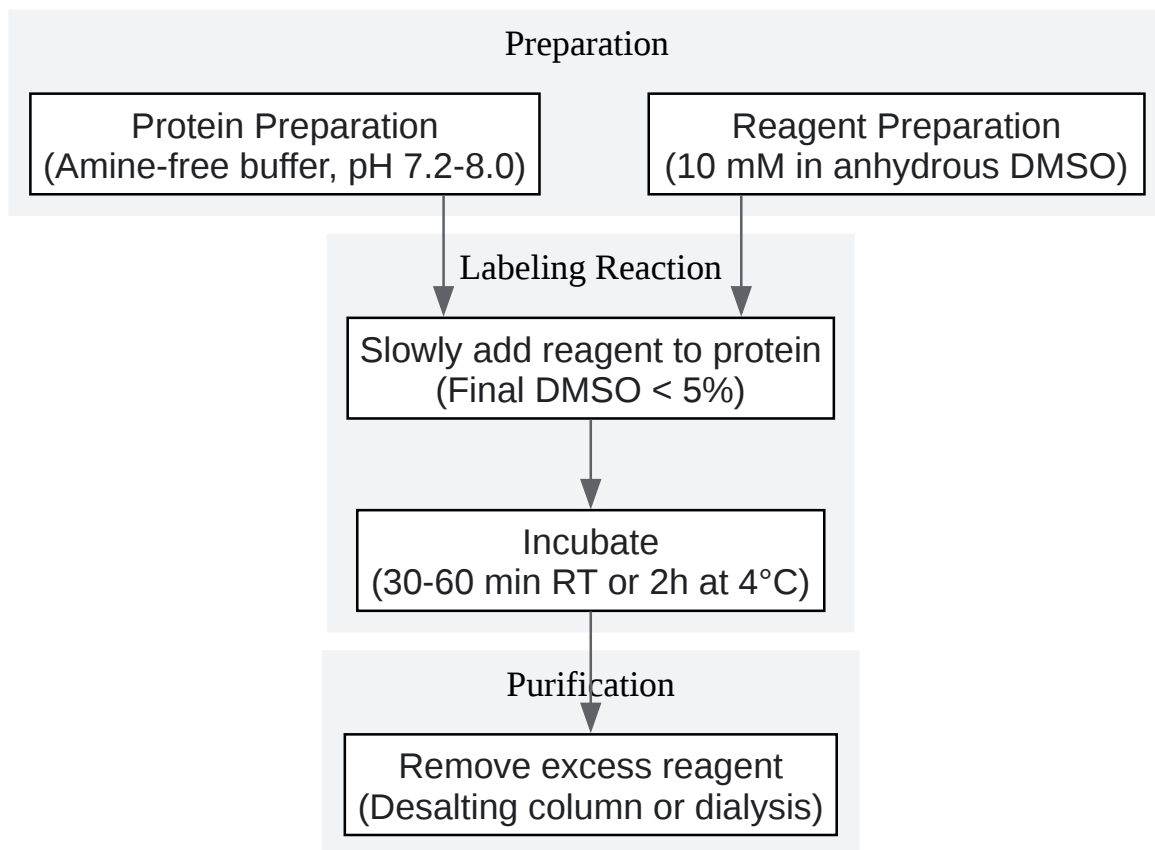 Preparation
Protein Preparation
(Amine-free buffer, pH 7.2-8.0)
Reagent Preparation
(10 mM in anhydrous DMSO)
Labeling Reaction
Slowly add reagent to protein
(Final DMSO < 5%)
Incubate
(30-60 min RT or 2h at 4°C)
Purification
Remove excess reagent
(Desalting column or dialysis)